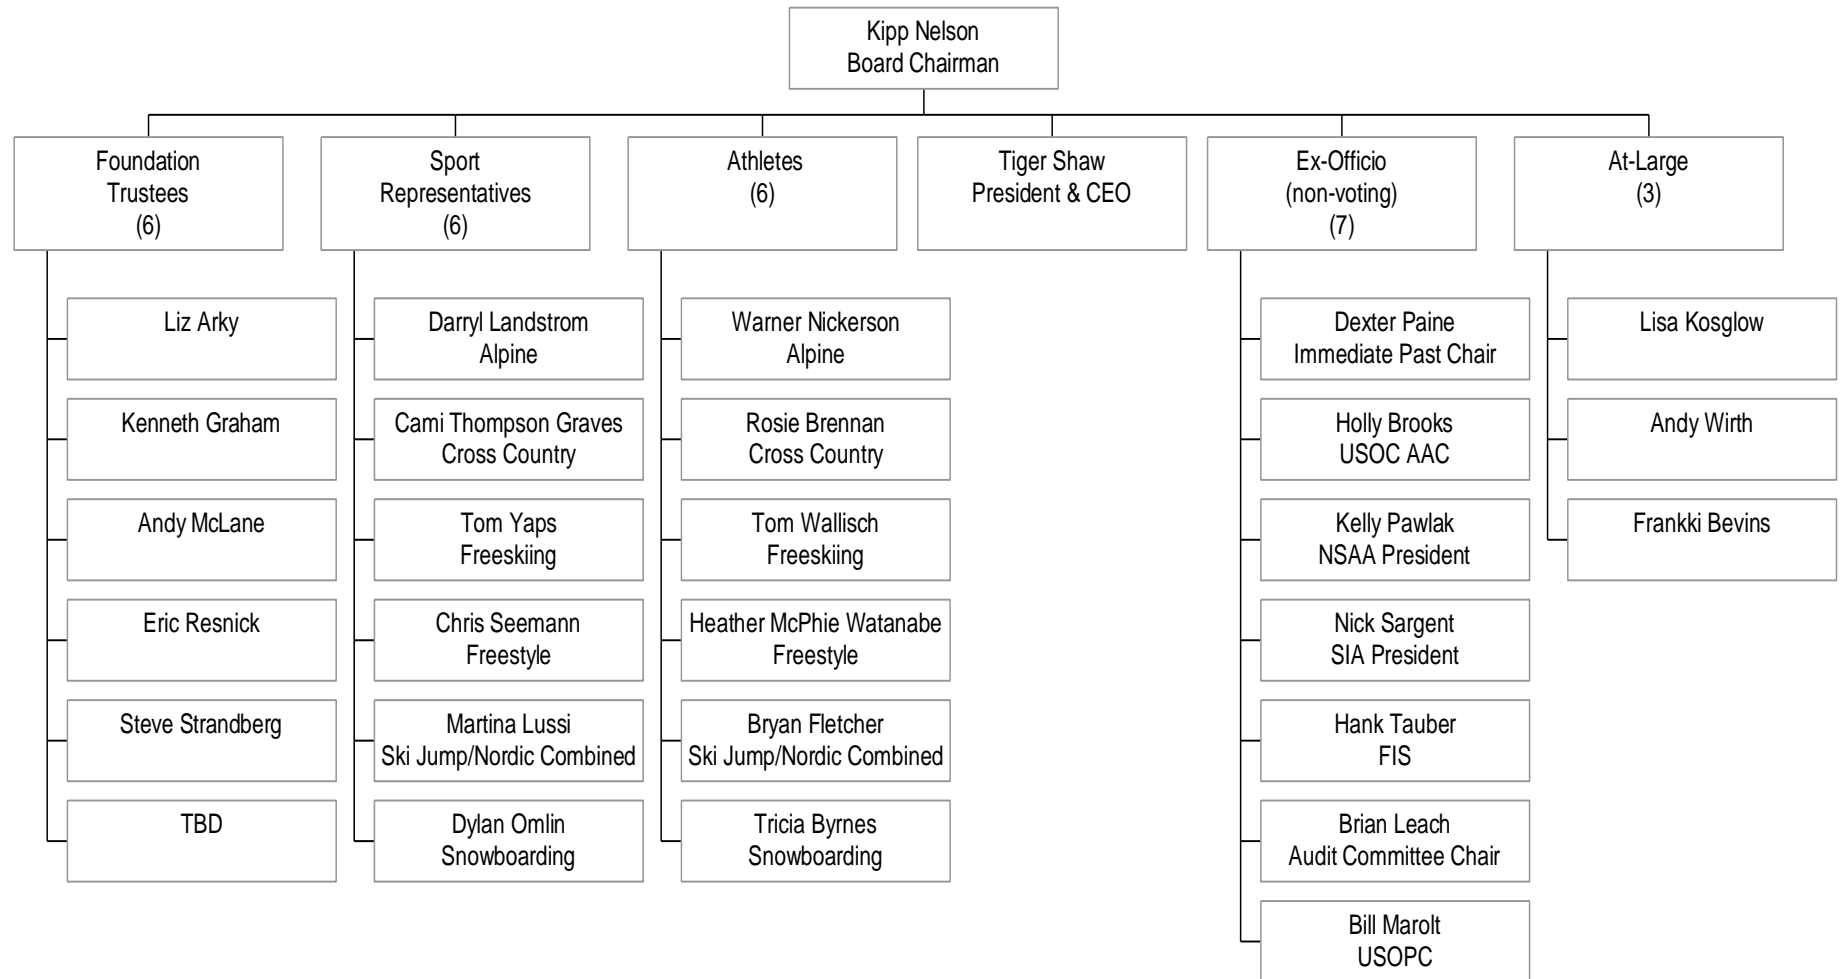 Kipp Nelson
Board Chairman
Foundation
Trustees
(6)
Sport
Representatives
(6)
Athletes
(6)
Tiger Shaw
President & CEO
Ex-Officio
(non-voting)
(7)
At-Large
(3)
Liz Arky
Kenneth Graham
Andy McLane
Eric Resnick
Steve Strandberg
TBD
Darryl Landstrom
Alpine
Cami Thompson Graves
Cross Country
Tom Yaps
Freeskiing
Chris Seemann
Freestyle
Martina Lussi
Ski Jump/Nordic Combined
Dylan Omlin
Snowboarding
Warner Nickerson
Alpine
Rosie Brennan
Cross Country
Tom Wallisch
Freeskiing
Heather McPhie Watanabe
Freestyle
Bryan Fletcher
Ski Jump/Nordic Combined
Tricia Byrnes
Snowboarding
Dexter Paine
Immediate Past Chair
Holly Brooks
USOC AAC
Kelly Pawlak
NSAA President
Nick Sargent
SIA President
Hank Tauber
FIS
Brian Leach
Audit Committee Chair
Bill Marolt
USOPC
Lisa Kosglow
Andy Wirth
Frankki Bevins